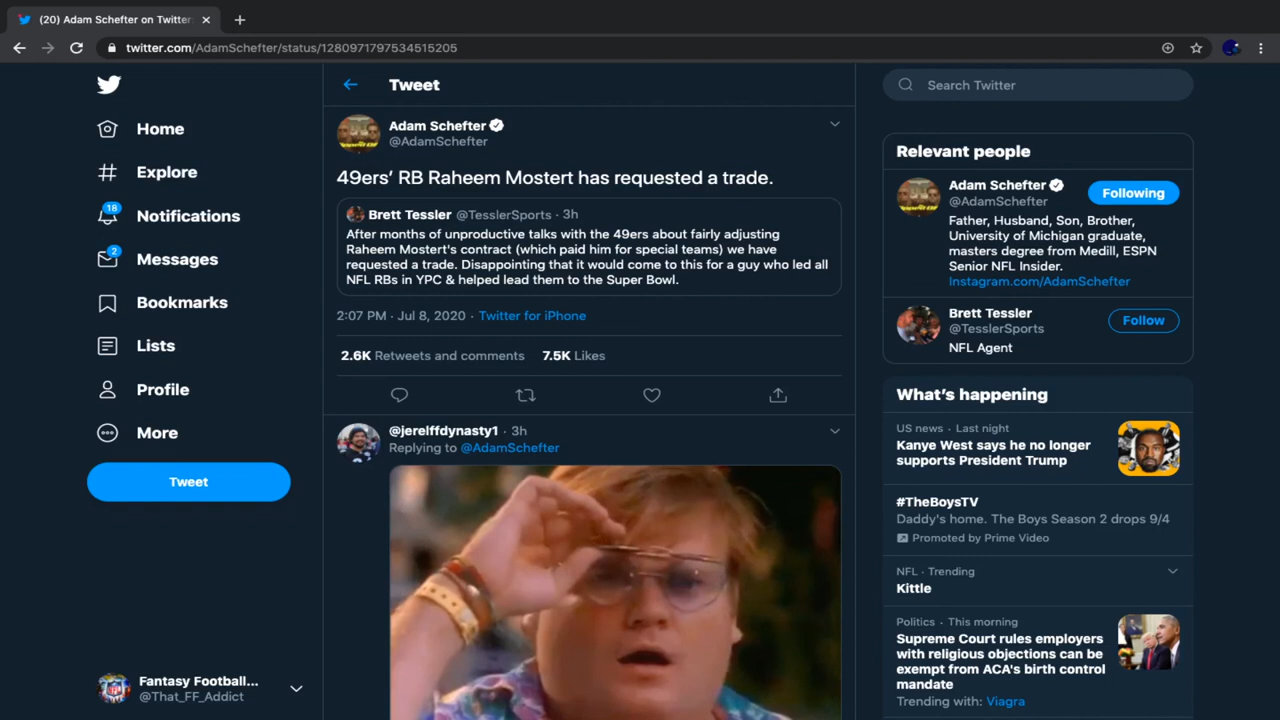 (20) Adam Schefter on Twitter:
twitter.com/AdamSchefter/status/1280971797534515205
Home
Explore
18
Notifications
2
Messages
Bookmarks
Lists
Profile
More
Tweet
Fantasy Football...
@That_FF_Addict
Tweet
Adam Schefter
@AdamSchefter
49ers’ RB Raheem Mostert has requested a trade.
Brett Tessler @TesslerSports · 3h
After months of unproductive talks with the 49ers about fairly adjusting
Raheem Mostert's contract (which paid him for special teams) we have
requested a trade. Disappointing that it would come to this for a guy who led all
NFL RBs in YPC & helped lead them to the Super Bowl.
2:07 PM · Jul 8, 2020 · Twitter for iPhone
2.6K Retweets and comments 7.5K Likes
@jerelffdynasty1 · 3h
Replying to @AdamSchefter
Search Twitter
Relevant people
Adam Schefter
@AdamSchefter
Following
Father, Husband, Son, Brother,
University of Michigan graduate,
masters degree from Medill, ESPN
Senior NFL Insider.
Instagram.com/AdamSchefter
Brett Tessler
@TesslerSports
Follow
NFL Agent
What’s happening
US news · Last night
Kanye West says he no longer
supports President Trump
#TheBoysTV
Daddy's home. The Boys Season 2 drops 9/4
Promoted by Prime Video
NFL · Trending
Kittle
Politics · This morning
Supreme Court rules employers
with religious objections can be
exempt from ACA's birth control
mandate
Trending with: Viagra